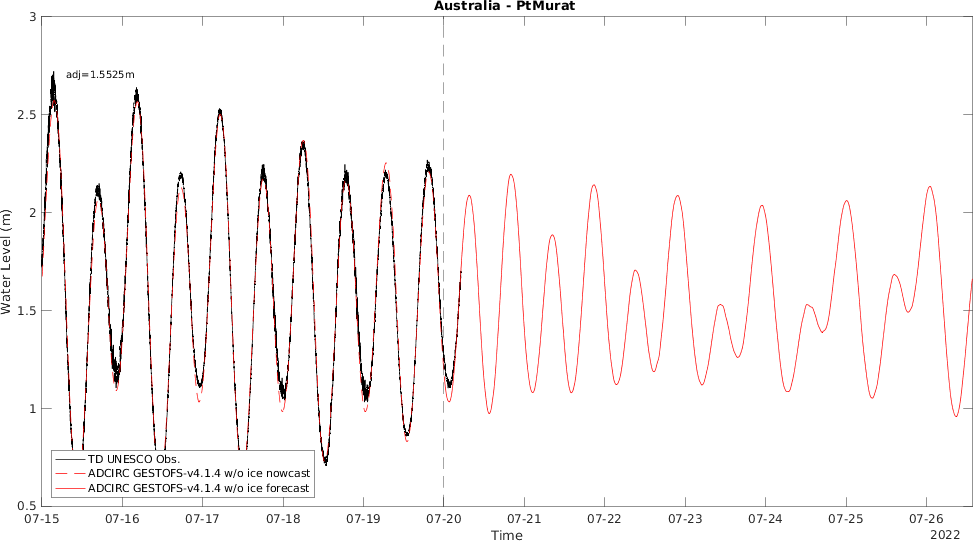 Australia - PtMurat
3
adj=1.5525m
2.5
2
Water Level (m)
1.5
1
TD UNESCO Obs.
ADCIRC GESTOFS-v4.1.4 w/o ice nowcast
ADCIRC GESTOFS-v4.1.4 w/o ice forecast
0.5
07-15 07-16 07-17 07-18 07-19 07-20 07-21 07-22 07-23 07-24 07-25 07-26
2022
Time